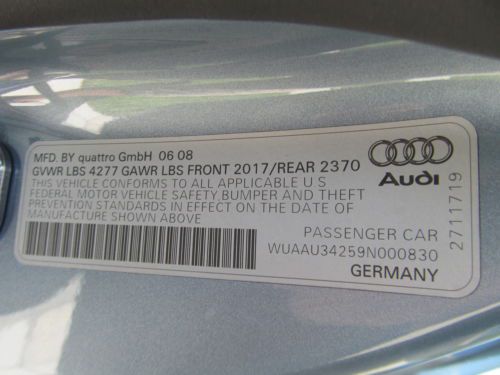 MFD. BY quattro GmbH 06 08
GVWR LBS 4277 GAWR LBS FRONT 2017/REAR 2370
THIS VEHICLE CONFORMS TO ALL APPLICABLE U S
FEDERAL MOTOR VEHICLE SAFETY,BUMPER AND THEFT
PREVENTION STANDARDS IN EFFECT ON THE DATE OF
MANUFACTURE SHOWN ABOVE
PASSENGER CAR
WUAAU34259N000830
GERMANY
Audi
27111719